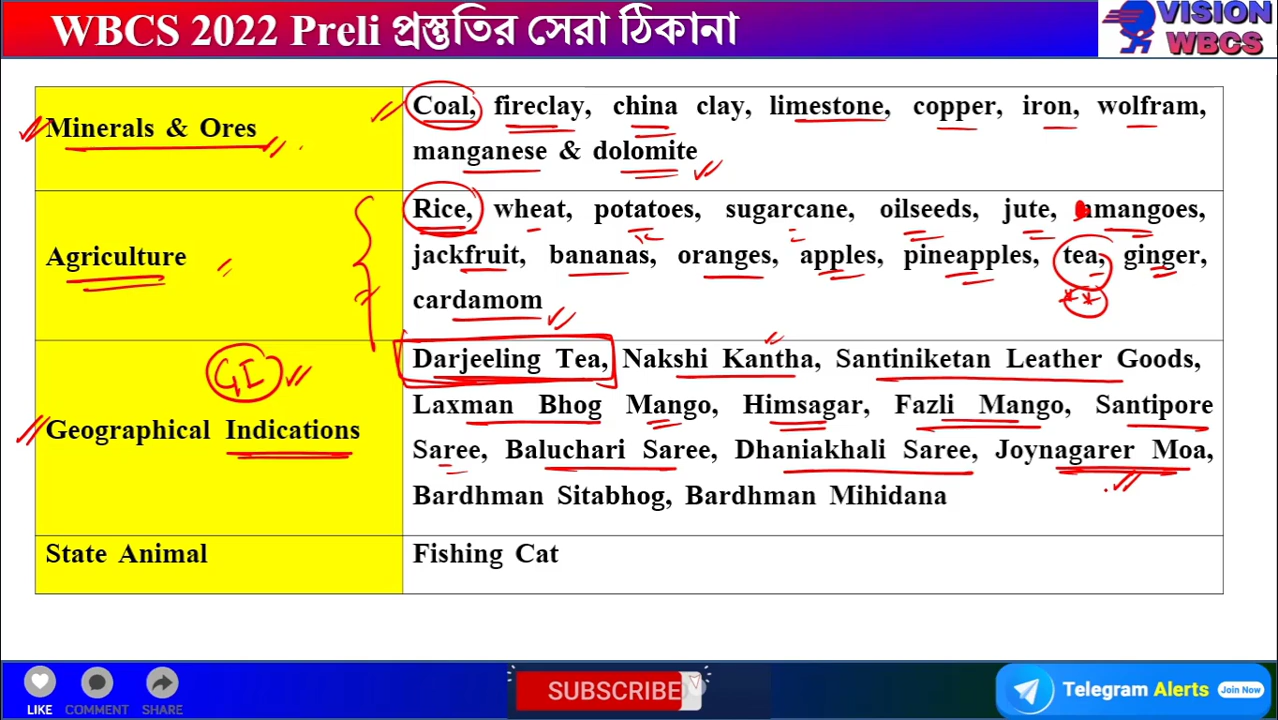 WBCS 2022 Preli প্রস্তুতির সেরা ঠিকানা
VISION
WBCS
Minerals & Ores
Coal, fireclay, china clay, limestone, copper, iron, wolfram,
manganese & dolomite
Agriculture
Rice, wheat, potatoes, sugarcane, oilseeds, jute, amangoes,
jackfruit, bananas, oranges, apples, pineapples, tea, ginger,
cardamom
GI
Geographical Indications
Darjeeling Tea, Nakshi Kantha, Santiniketan Leather Goods,
Laxman Bhog Mango, Himsagar, Fazli Mango, Santipore
Saree, Baluchari Saree, Dhaniakhali Saree, Joynagarer Moa,
Bardhman Sitabhog, Bardhman Mihidana
State Animal
Fishing Cat
LIKE COMMENT SHARE
SUBSCRIBE
Telegram Alerts Join Now